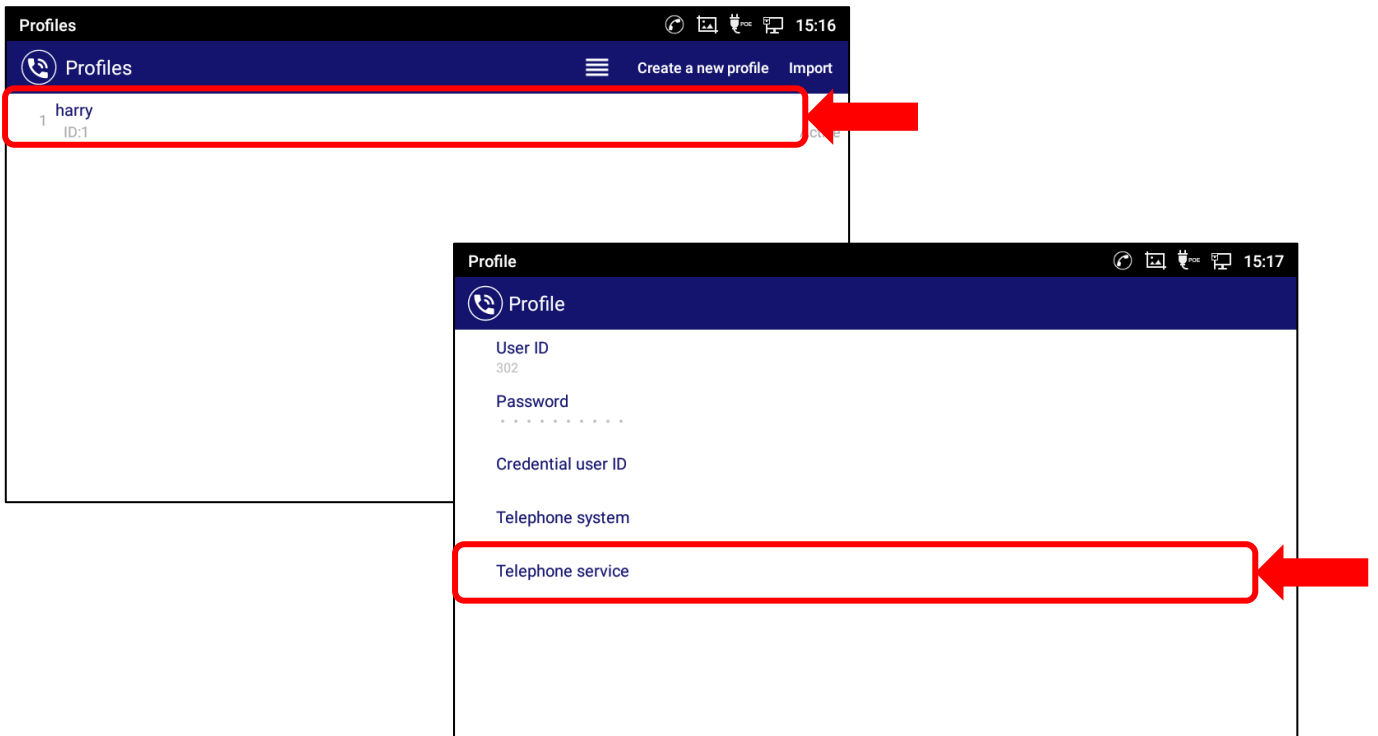 Profiles
15:16
Profiles
Create a new profile Import
1 harry
ID:1
Profile
POE
15:17
Profile
User ID
302
Password
Credential user ID
Telephone system
Telephone service